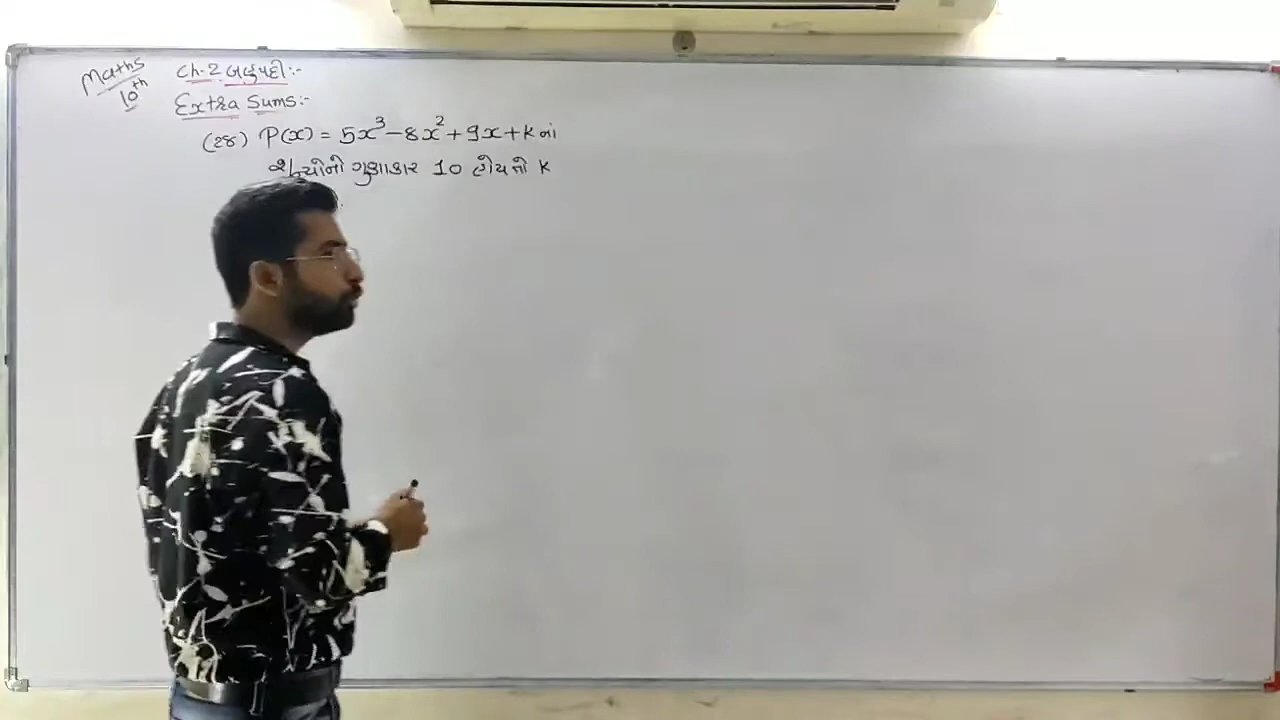 Maths
10th
Ch.2 બહુપદી:-
Extra Sums:-
(28) P(x) = 5x³ - 8x² + 9x + k નાં
શૂન્યોનો ગુણાકાર 10 હોય તો k